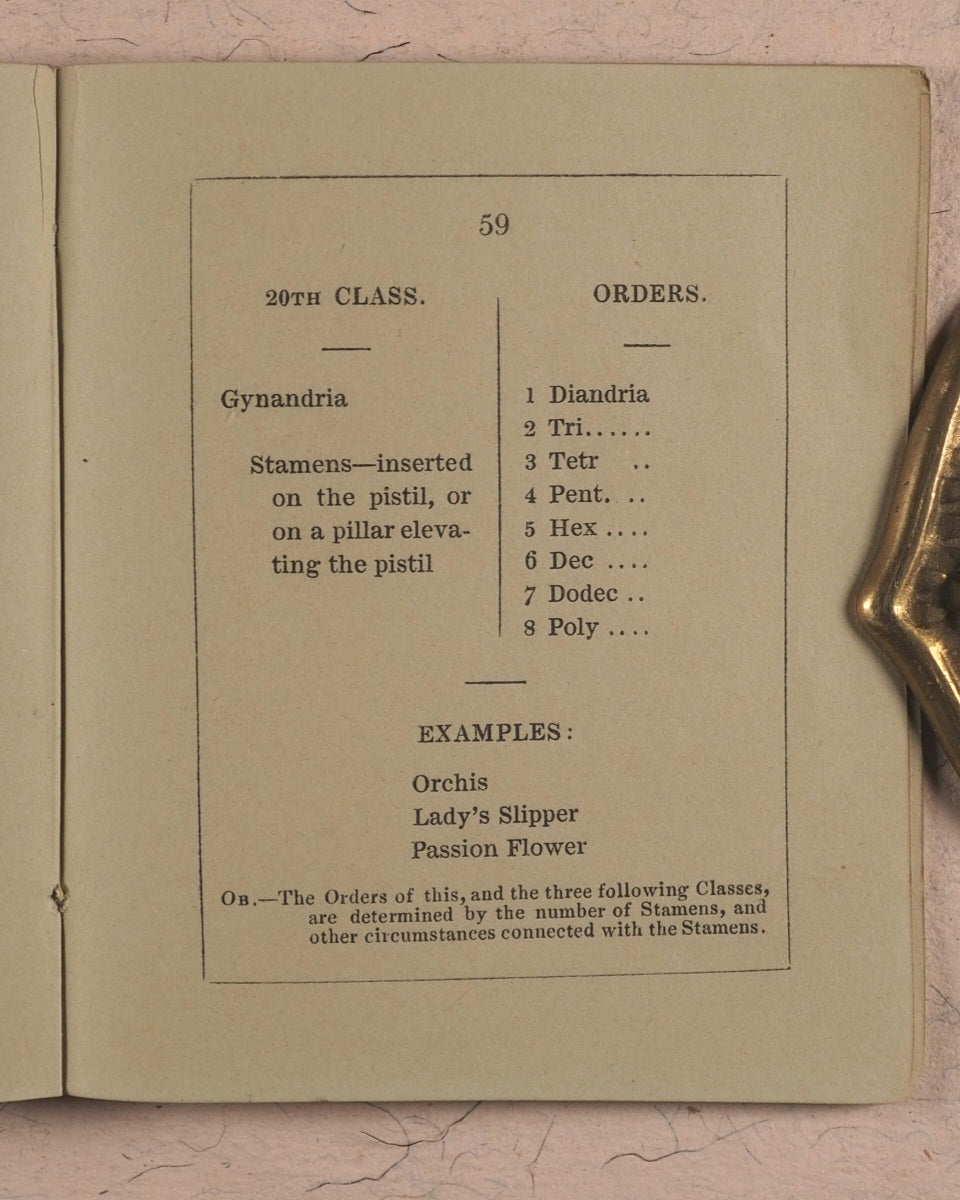 59
20TH CLASS.
Gynandria
Stamens—inserted
on the pistil, or
on a pillar eleva-
ting the pistil
ORDERS.
1 Diandria
2 Tri......
3 Tetr ..
4 Pent. ..
5 Hex ....
6 Dec ....
7 Dodec ..
8 Poly ....
EXAMPLES:
Orchis
Lady's Slipper
Passion Flower
OB.—The Orders of this, and the three following Classes,
are determined by the number of Stamens, and
other circumstances connected with the Stamens.